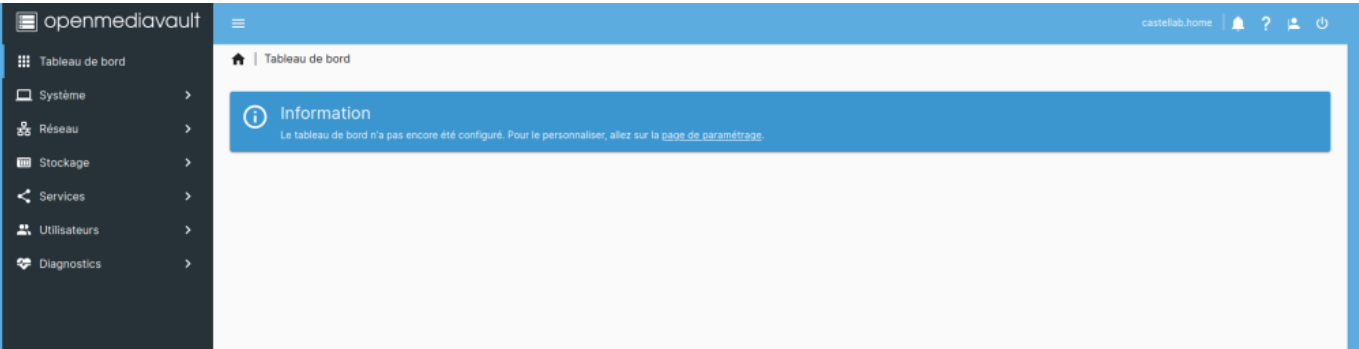 openmediavault
castellab.home
?
Tableau de bord
Tableau de bord
Système
Réseau
Stockage
Services
Utilisateurs
Diagnostics
Information
Le tableau de bord n'a pas encore été configuré. Pour le personnaliser, allez sur la page de paramétrage.